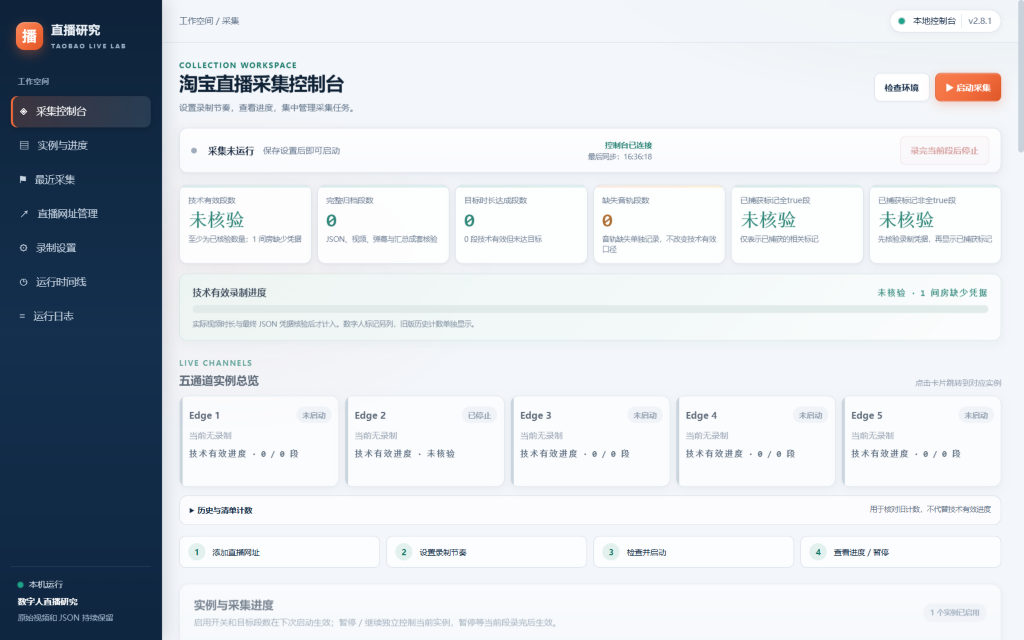 播
直播研究
TAOBAO LIVE LAB
工作空间
采集控制台
实例与进度
最近采集
直播网址管理
录制设置
运行时间线
运行日志
本机运行
数字人直播研究
原始视频和 JSON 持续保留
工作空间 / 采集
本地控制台 v2.8.1
COLLECTION WORKSPACE
淘宝直播采集控制台
设置录制节奏，查看进度，集中管理采集任务。
检查环境
▶ 启动采集
采集未运行 保存设置后即可启动
控制台已连接
最后同步：16:36:18
录完当前段后停止
技术有效段数
未核验
至少为已核验数量；1 间房缺少凭据
完整归档段数
0
JSON、视频、弹幕与汇总成套核验
目标时长达成段数
0
0 段技术有效但未达目标
缺失音轨段数
0
音轨缺失单独记录，不改变技术有效口径
已捕获标记全true段
未核验
仅表示已捕获的相关标记
已捕获标记非全true段
未核验
先核验录制凭据，再显示已捕获标记
技术有效录制进度
未核验 · 1 间房缺少凭据
实际视频时长与最终 JSON 凭据核验后才计入。数字人标记另列，旧版历史计数单独显示。
LIVE CHANNELS
五通道实例总览
点击卡片跳转到对应实例
Edge 1 未启动
当前无录制
技术有效进度 · 0 / 0 段
Edge 2 已停止
当前无录制
技术有效进度 · 未核验
Edge 3 未启动
当前无录制
技术有效进度 · 0 / 0 段
Edge 4 未启动
当前无录制
技术有效进度 · 0 / 0 段
Edge 5 未启动
当前无录制
技术有效进度 · 0 / 0 段
▶ 历史与清单计数
用于核对旧计数，不代替技术有效进度
1 添加直播网址
2 设置录制节奏
3 检查并启动
4 查看进度 / 暂停
实例与采集进度
启用开关和目标段数在下次启动生效；暂停 / 继续独立控制当前实例，暂停等当前段录完后生效。
1 个实例已启用